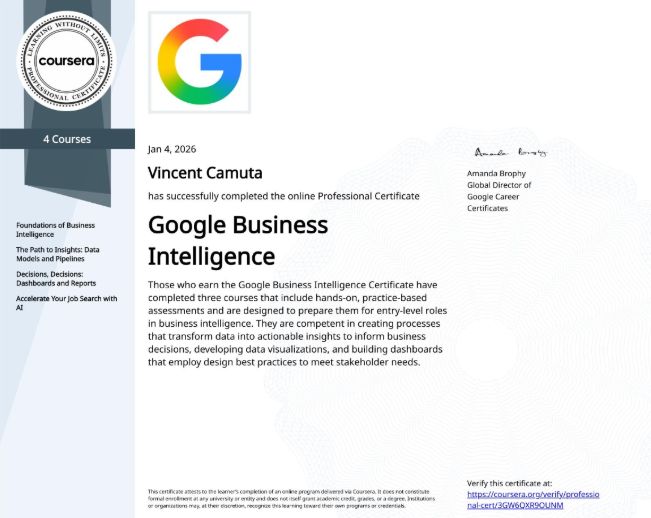 LEARNING WITHOUT LIMITS
coursera
PROFESSIONAL CERTIFICATE
4 Courses
Foundations of Business
Intelligence
The Path to Insights: Data
Models and Pipelines
Decisions, Decisions:
Dashboards and Reports
Accelerate Your Job Search with
AI
Jan 4, 2026
Vincent Camuta
has successfully completed the online Professional Certificate
Google Business
Intelligence
Those who earn the Google Business Intelligence Certificate have
completed three courses that include hands-on, practice-based
assessments and are designed to prepare them for entry-level roles
in business intelligence. They are competent in creating processes
that transform data into actionable insights to inform business
decisions, developing data visualizations, and building dashboards
that employ design best practices to meet stakeholder needs.
Amanda Brophy
Amanda Brophy
Global Director of
Google Career
Certificates
This certificate attests to the learner's completion of an online program delivered via Coursera. It does not constitute
formal enrollment at any university or entity and does not itself grant academic credit, grades, or a degree. Institutions
or organizations may, at their discretion, recognize this learning toward their own programs or credentials.
Verify this certificate at:
https://coursera.org/verify/professio
nal-cert/3GW6QXR9OUNM